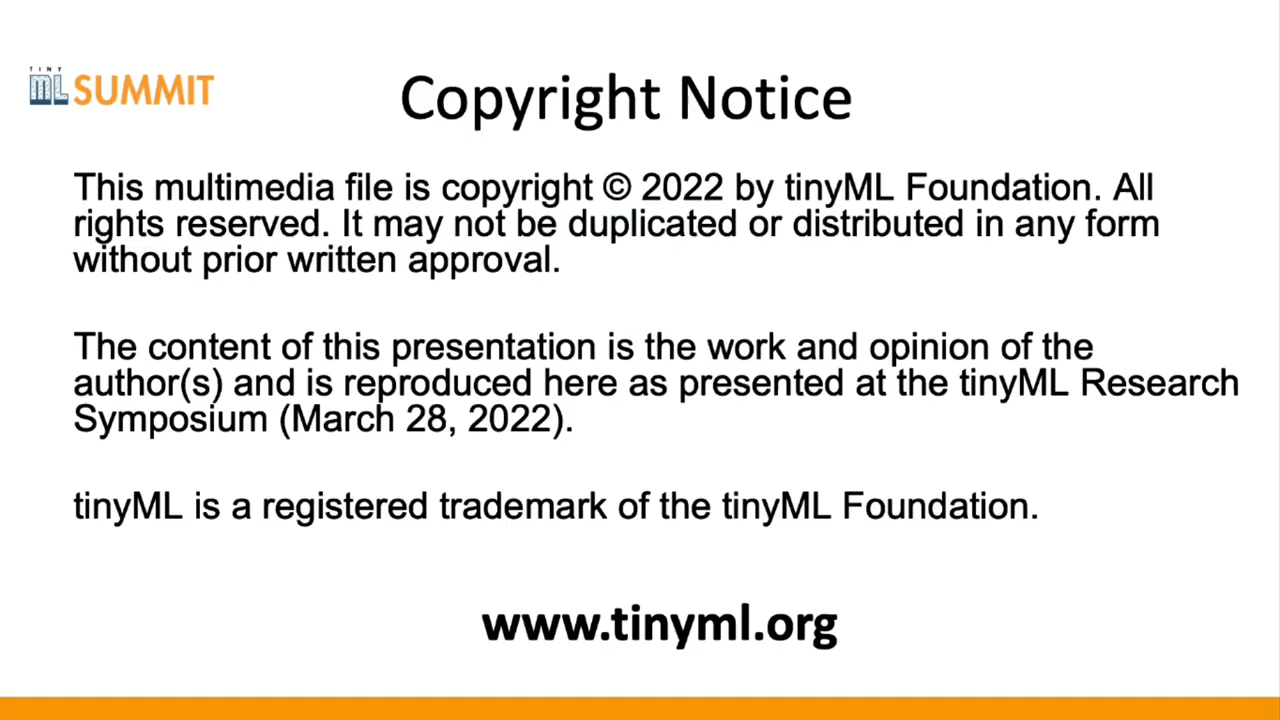 TINY
ML SUMMIT
Copyright Notice
This multimedia file is copyright © 2022 by tinyML Foundation. All
rights reserved. It may not be duplicated or distributed in any form
without prior written approval.
The content of this presentation is the work and opinion of the
author(s) and is reproduced here as presented at the tinyML Research
Symposium (March 28, 2022).
tinyML is a registered trademark of the tinyML Foundation.
www.tinyml.org